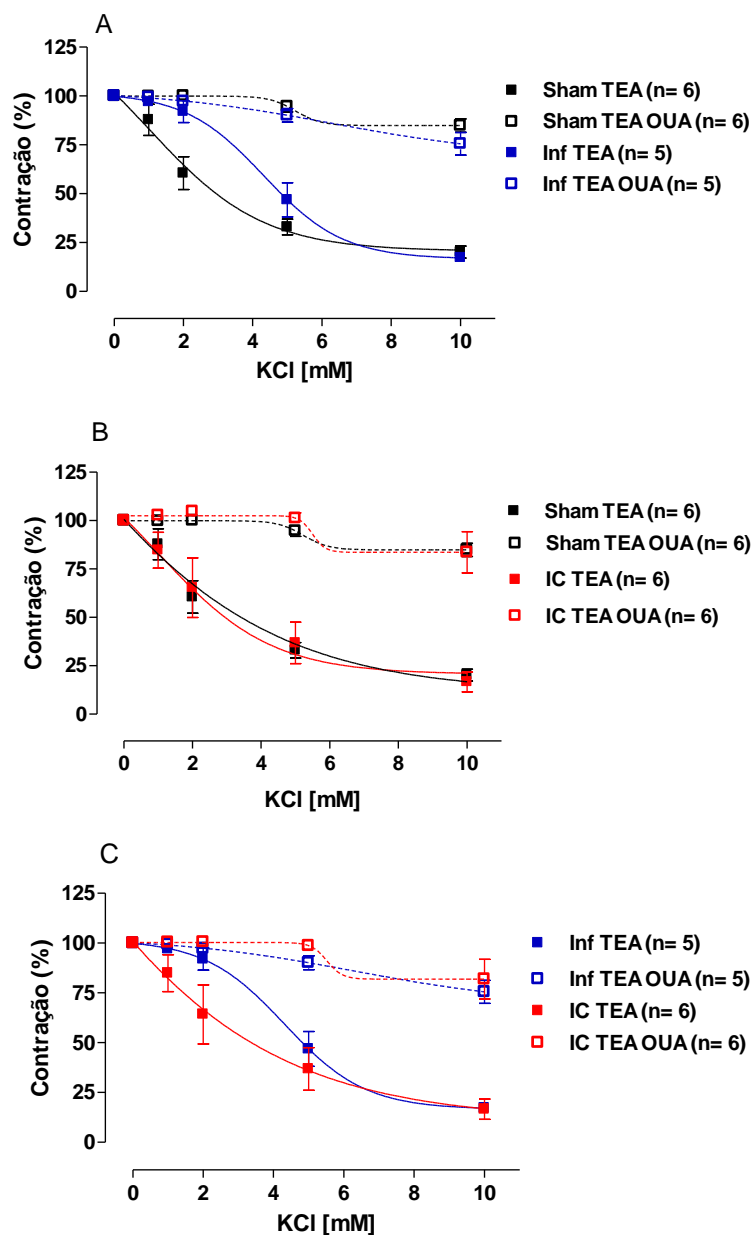 A
125
100
75
50
25
0
Contração (%)
0 2 4 6 8 10
KCl [mM]
Sham TEA (n= 6)
Sham TEA OUA (n= 6)
Inf TEA (n= 5)
Inf TEA OUA (n= 5)
B
125
100
75
50
25
0
Contração (%)
0 2 4 6 8 10
KCl [mM]
Sham TEA (n= 6)
Sham TEA OUA (n= 6)
IC TEA (n= 6)
IC TEA OUA (n= 6)
C
125
100
75
50
25
0
Contração (%)
0 2 4 6 8 10
KCl [mM]
Inf TEA (n= 5)
Inf TEA OUA (n= 5)
IC TEA (n= 6)
IC TEA OUA (n= 6)